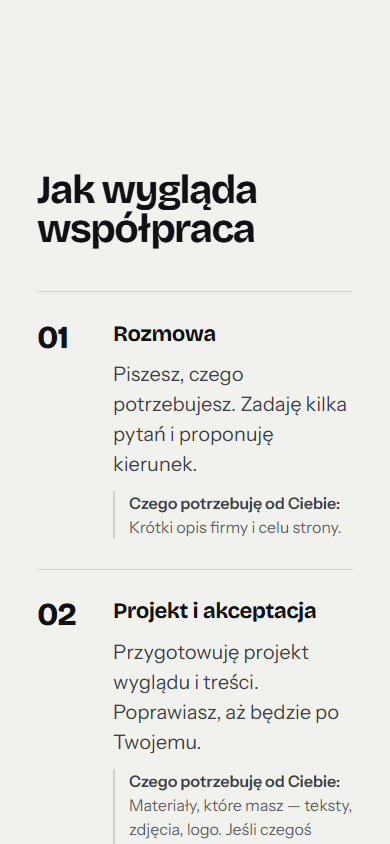 Jak wygląda
współpraca
01
Rozmowa
Piszesz, czego
potrzebujesz. Zadaję kilka
pytań i proponuję
kierunek.
Czego potrzebuję od Ciebie:
Krótki opis firmy i celu strony.
02
Projekt i akceptacja
Przygotowuję projekt
wyglądu i treści.
Poprawiasz, aż będzie po
Twojemu.
Czego potrzebuję od Ciebie:
Materiały, które masz — teksty,
zdjęcia, logo. Jeśli czegoś